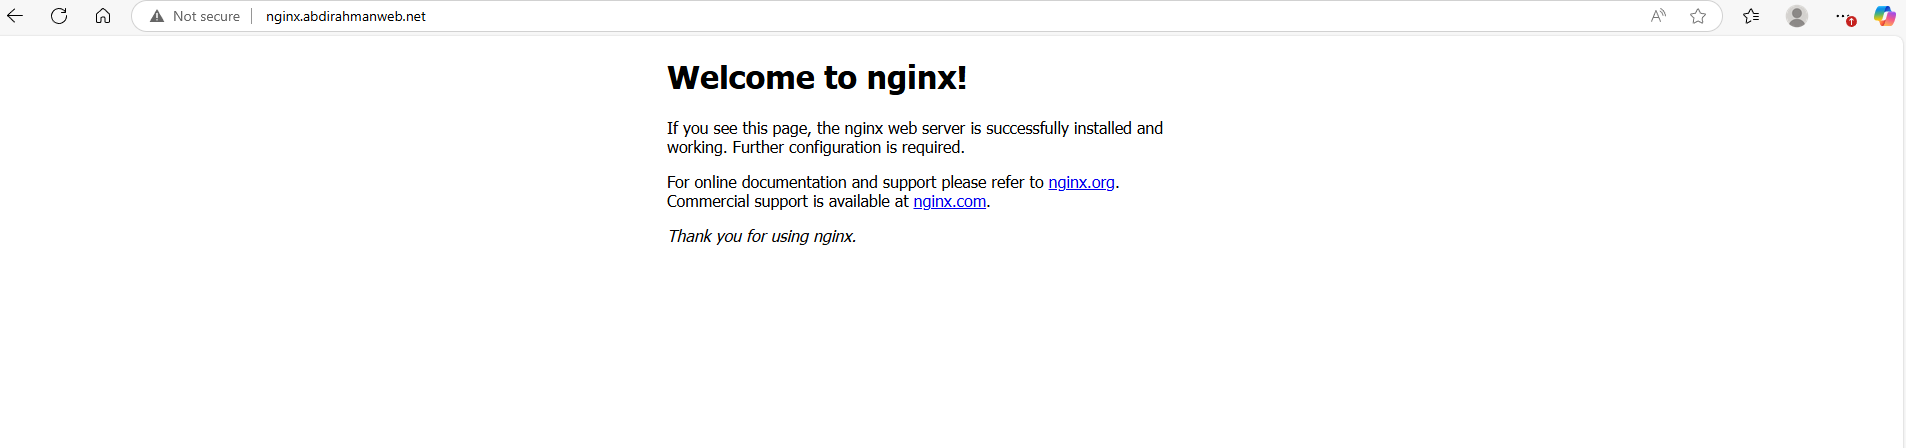 Not secure nginx.abdirahmanweb.net
Welcome to nginx!
If you see this page, the nginx web server is successfully installed and
working. Further configuration is required.
For online documentation and support please refer to nginx.org.
Commercial support is available at nginx.com.
Thank you for using nginx.